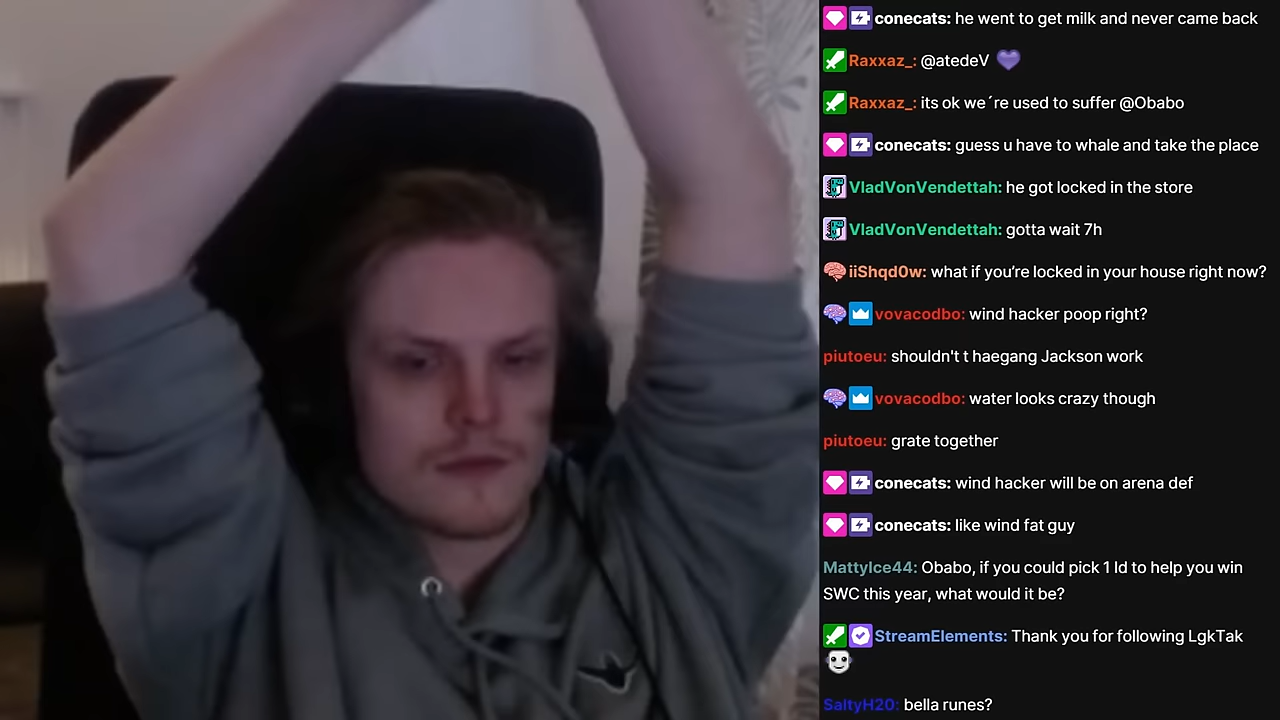 conecats: he went to get milk and never came back
Raxxaz_: @atedeV
Raxxaz_: its ok we´re used to suffer @Obabo
conecats: guess u have to whale and take the place
VladVonVendettah: he got locked in the store
VladVonVendettah: gotta wait 7h
iiShqd0w: what if you’re locked in your house right now?
vovacodbo: wind hacker poop right?
piutoeu: shouldn't t haegang Jackson work
vovacodbo: water looks crazy though
piutoeu: grate together
conecats: wind hacker will be on arena def
conecats: like wind fat guy
MattyIce44: Obabo, if you could pick 1 ld to help you win
SWC this year, what would it be?
StreamElements: Thank you for following LgkTak
SaltyH20: bella runes?